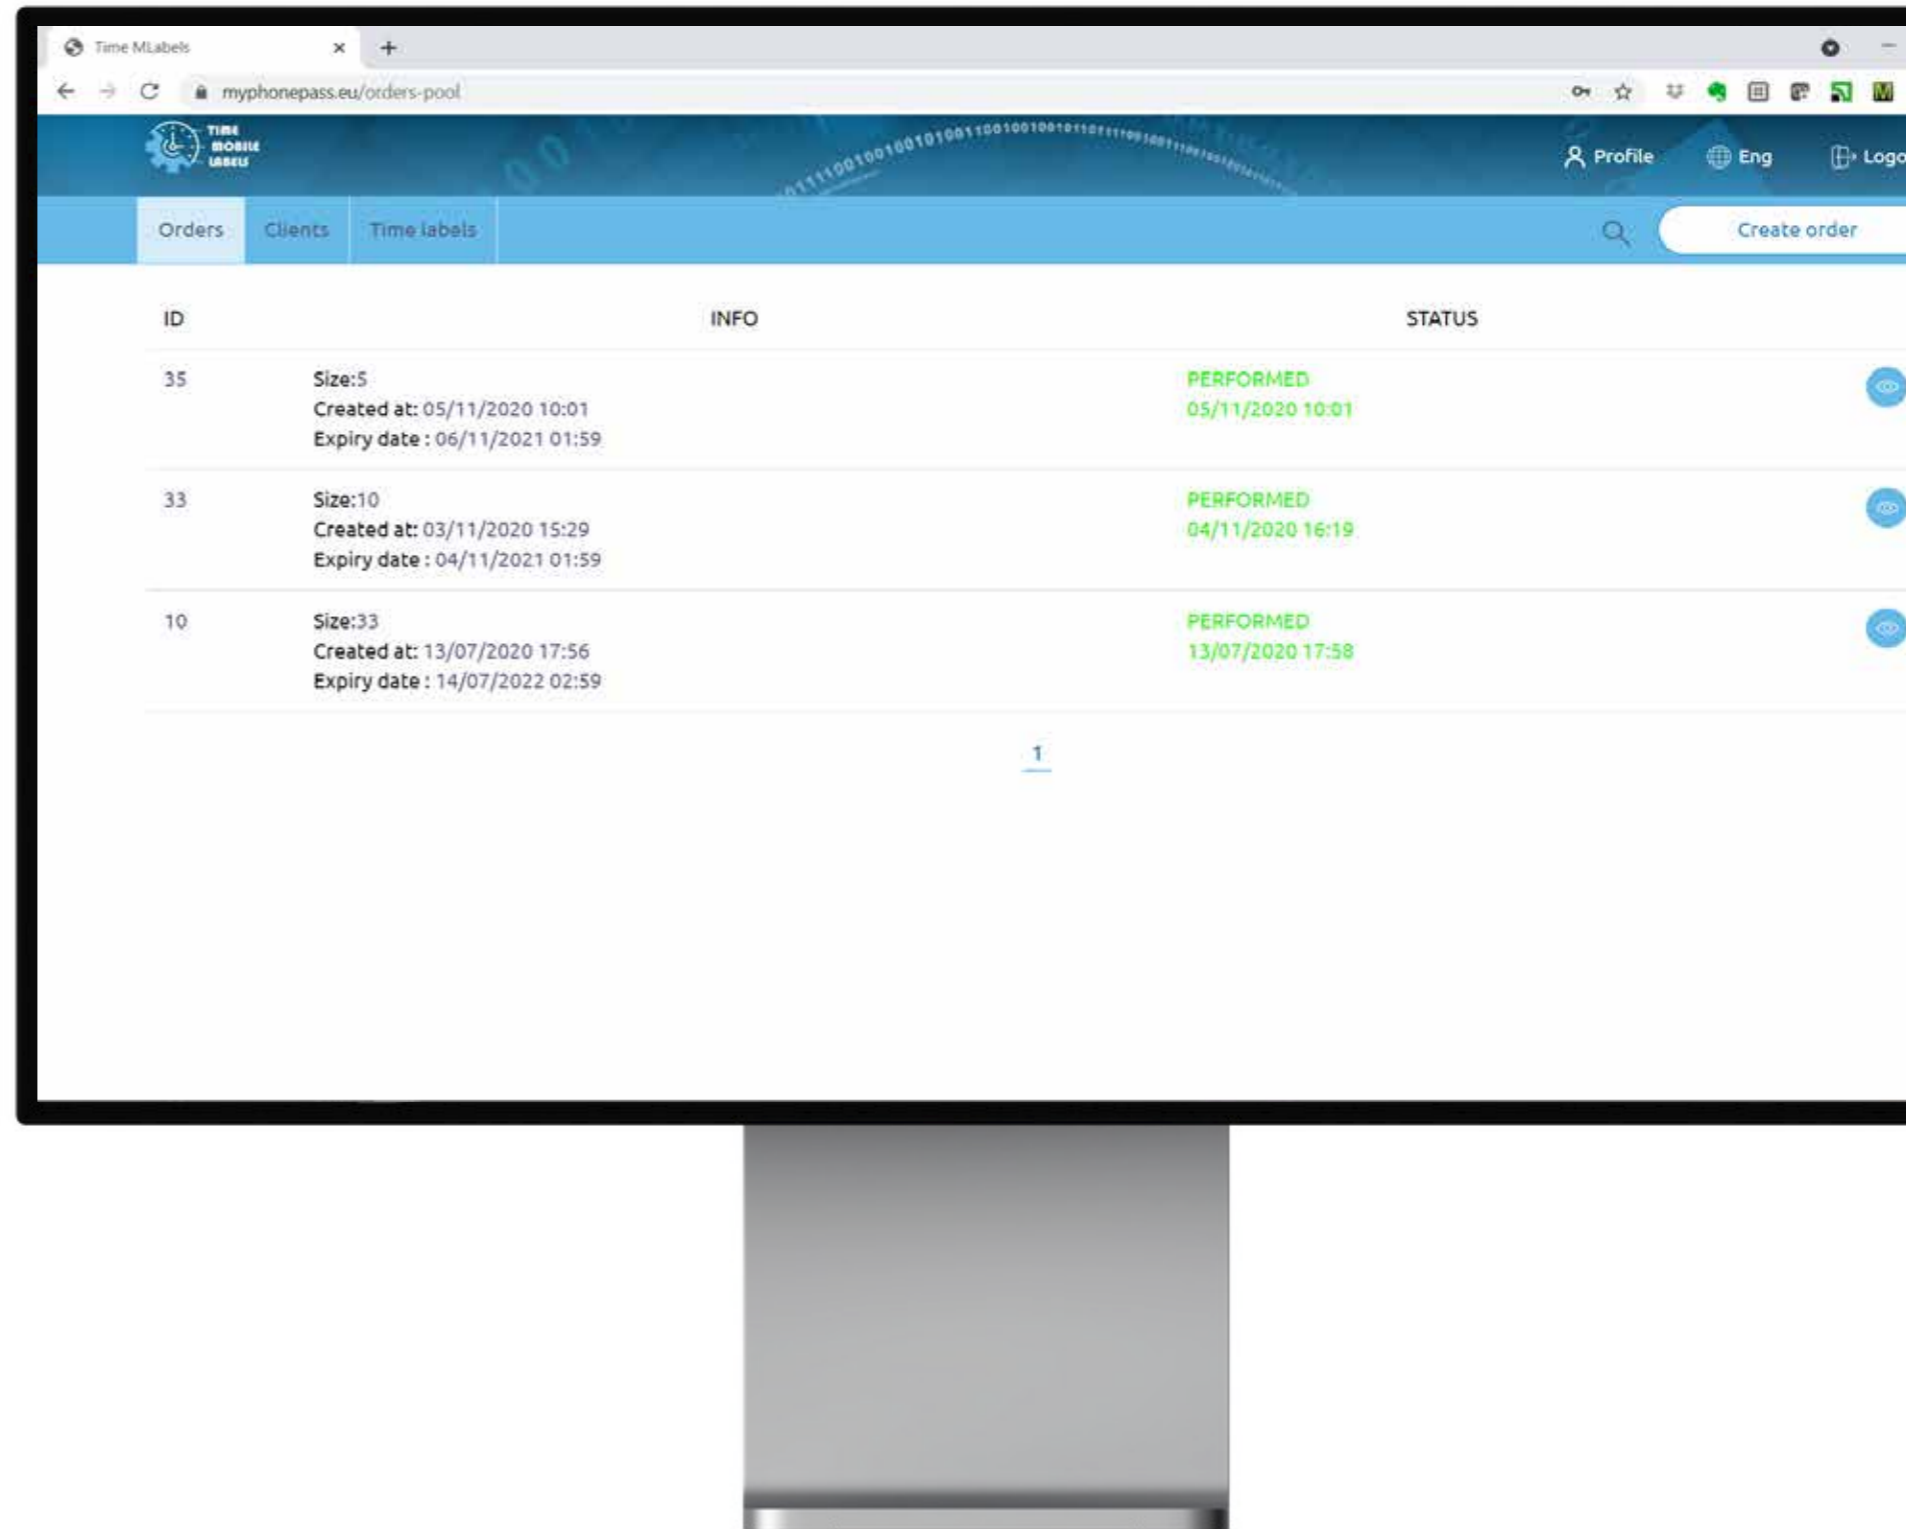 Time MLabels
myphonepass.eu/orders-pool
TIME
MOBILE
LABELS
Profile
Eng
Logo
Orders
Clients
Time labels
Create order
ID
INFO
STATUS
35
Size:5
Created at: 05/11/2020 10:01
Expiry date : 06/11/2021 01:59
PERFORMED
05/11/2020 10:01
33
Size:10
Created at: 03/11/2020 15:29
Expiry date : 04/11/2021 01:59
PERFORMED
04/11/2020 16:19
10
Size:33
Created at: 13/07/2020 17:56
Expiry date : 14/07/2022 02:59
PERFORMED
13/07/2020 17:58
1